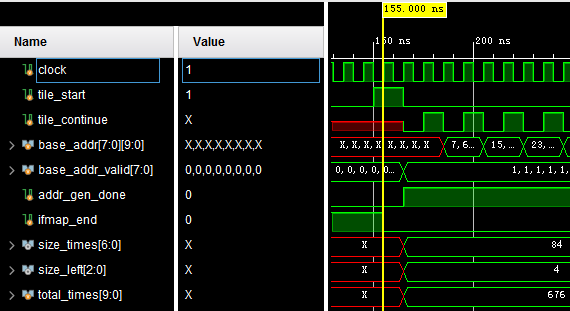 155.000 ns
Name Value 150 ns 200 ns
clock 1
tile_start 1
tile_continue X
base_addr[7:0][9:0] X,X,X,X,X,X,X,X X,X,X,X,X,X,X,X 7,6... 15,... 23,...
base_addr_valid[7:0] 0,0,0,0,0,0,0,0 0,0,0,0,0... 1,1,1,1,1,
addr_gen_done 0
ifmap_end 0
size_times[6:0] X X 84
size_left[2:0] X X 4
total_times[9:0] X X 676